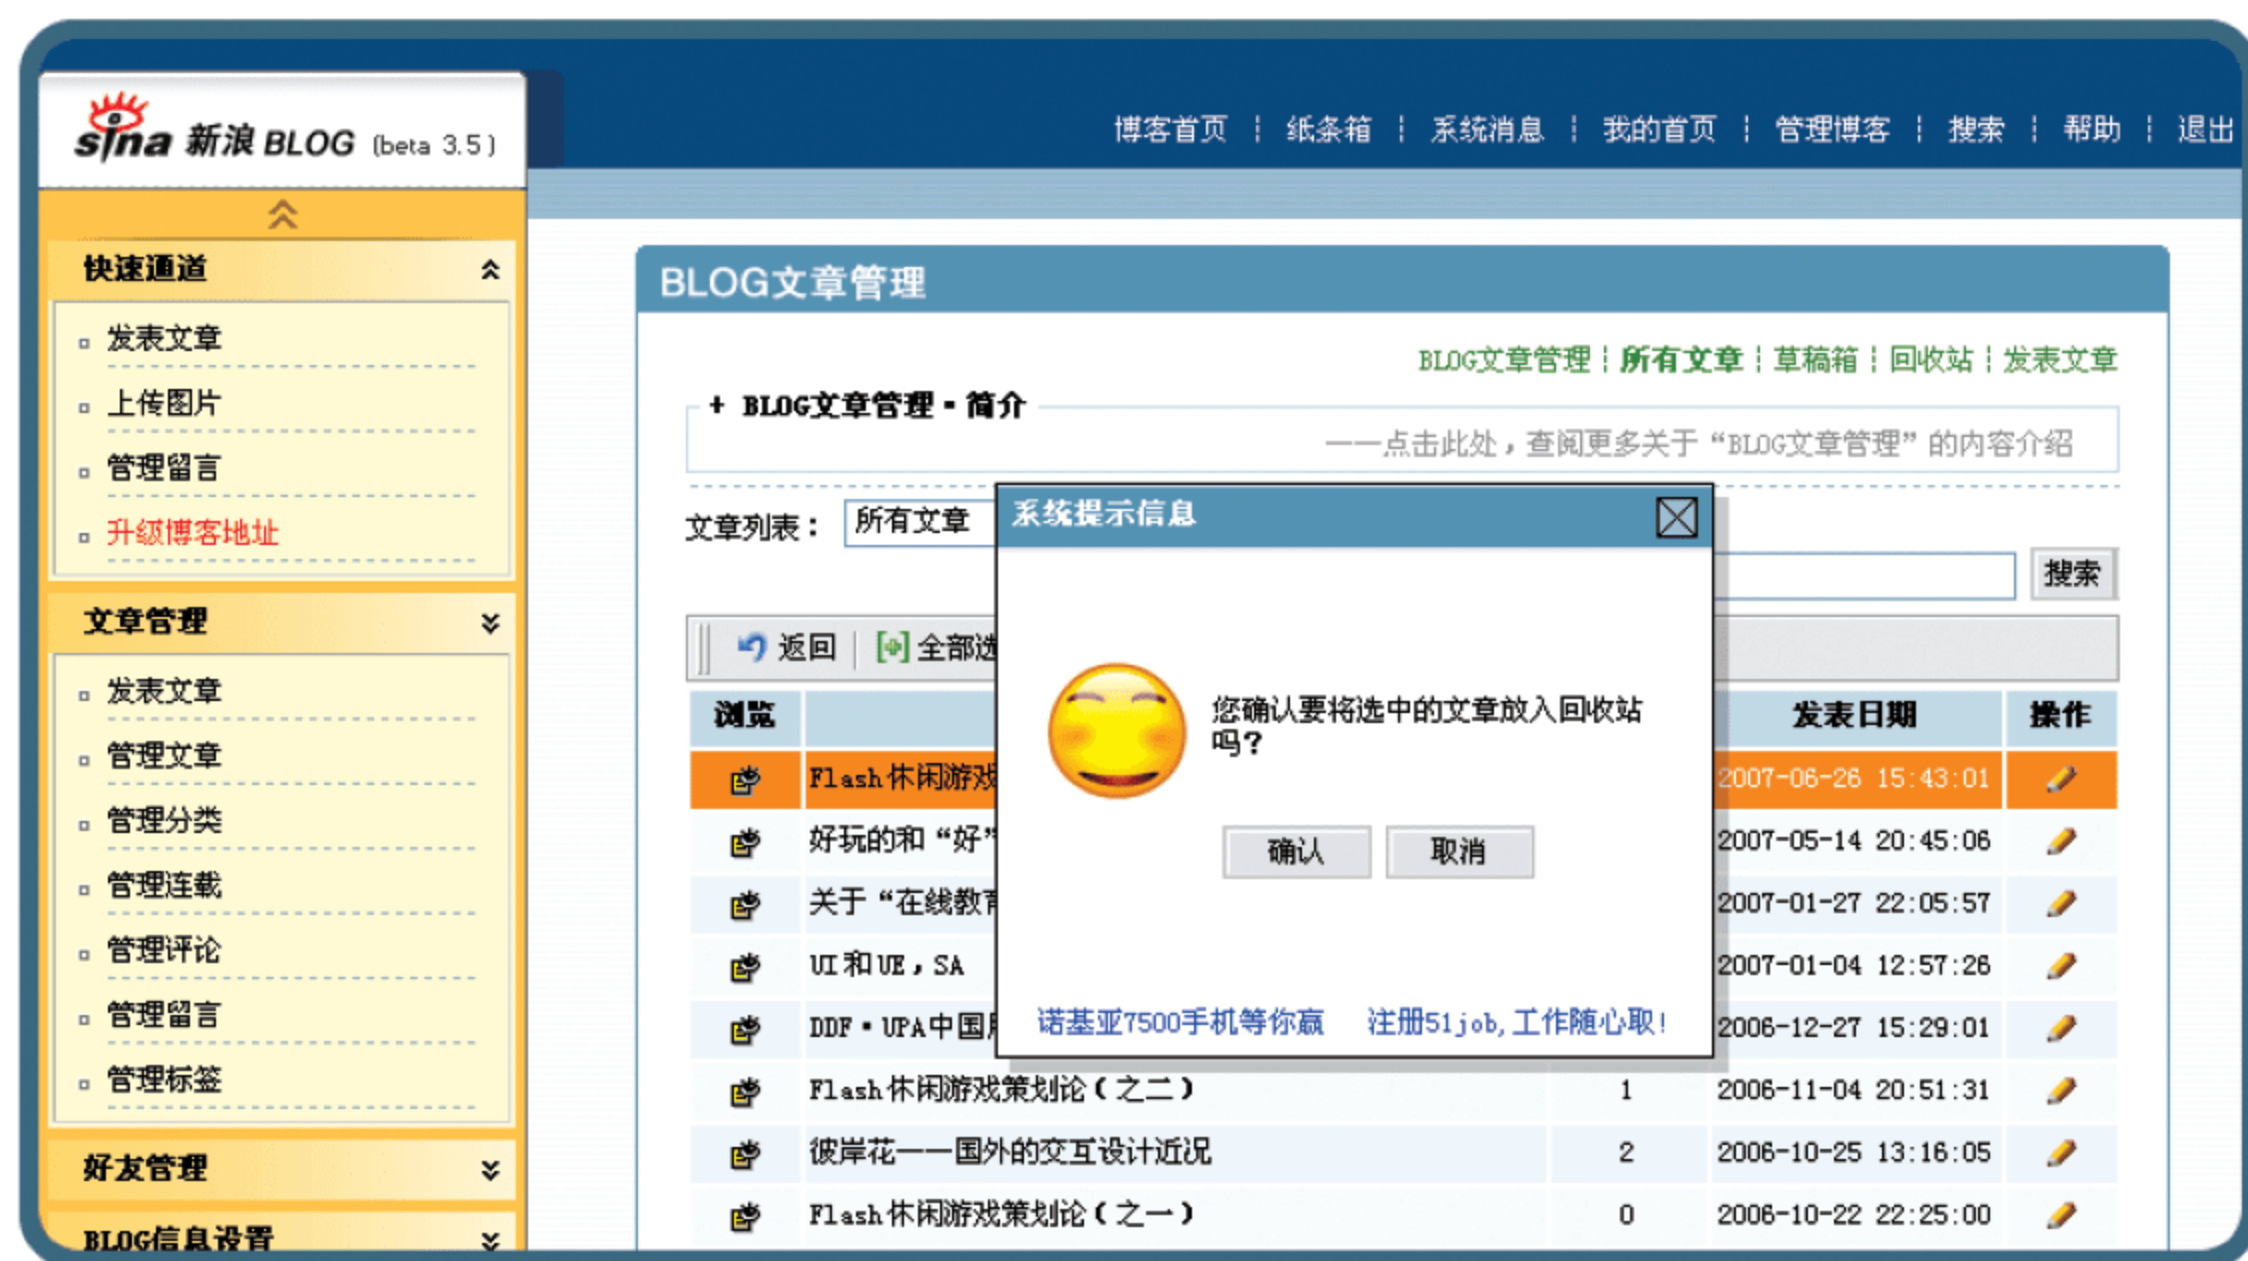 sina 新浪 BLOG (beta 3.5)
博客首页 ┆ 纸条箱 ┆ 系统消息 ┆ 我的首页 ┆ 管理博客 ┆ 搜索 ┆ 帮助 ┆ 退出
快速通道
发表文章
上传图片
管理留言
升级博客地址
文章管理
发表文章
管理文章
管理分类
管理连载
管理评论
管理留言
管理标签
好友管理
BLOG信息设置
BLOG文章管理
BLOG文章管理┆所有文章┆草稿箱┆回收站┆发表文章
+ BLOG文章管理▪简介
——点击此处，查阅更多关于“BLOG文章管理”的内容介绍
文章列表： 所有文章
搜索
返回 全部选
浏览 发表日期 操作
Flash休闲游戏 2007-06-26 15:43:01
好玩的和“好” 2007-05-14 20:45:06
关于“在线教育 2007-01-27 22:05:57
UI和UE，SA 2007-01-04 12:57:26
DDF▪UPA中国 2006-12-27 15:29:01
Flash休闲游戏策划论（之二） 1 2006-11-04 20:51:31
彼岸花——国外的交互设计近况 2 2006-10-25 13:16:05
Flash休闲游戏策划论（之一） 0 2006-10-22 22:25:00
系统提示信息
您确认要将选中的文章放入回收站
吗？
确认 取消
诺基亚7500手机等你赢 注册51job,工作随心取!